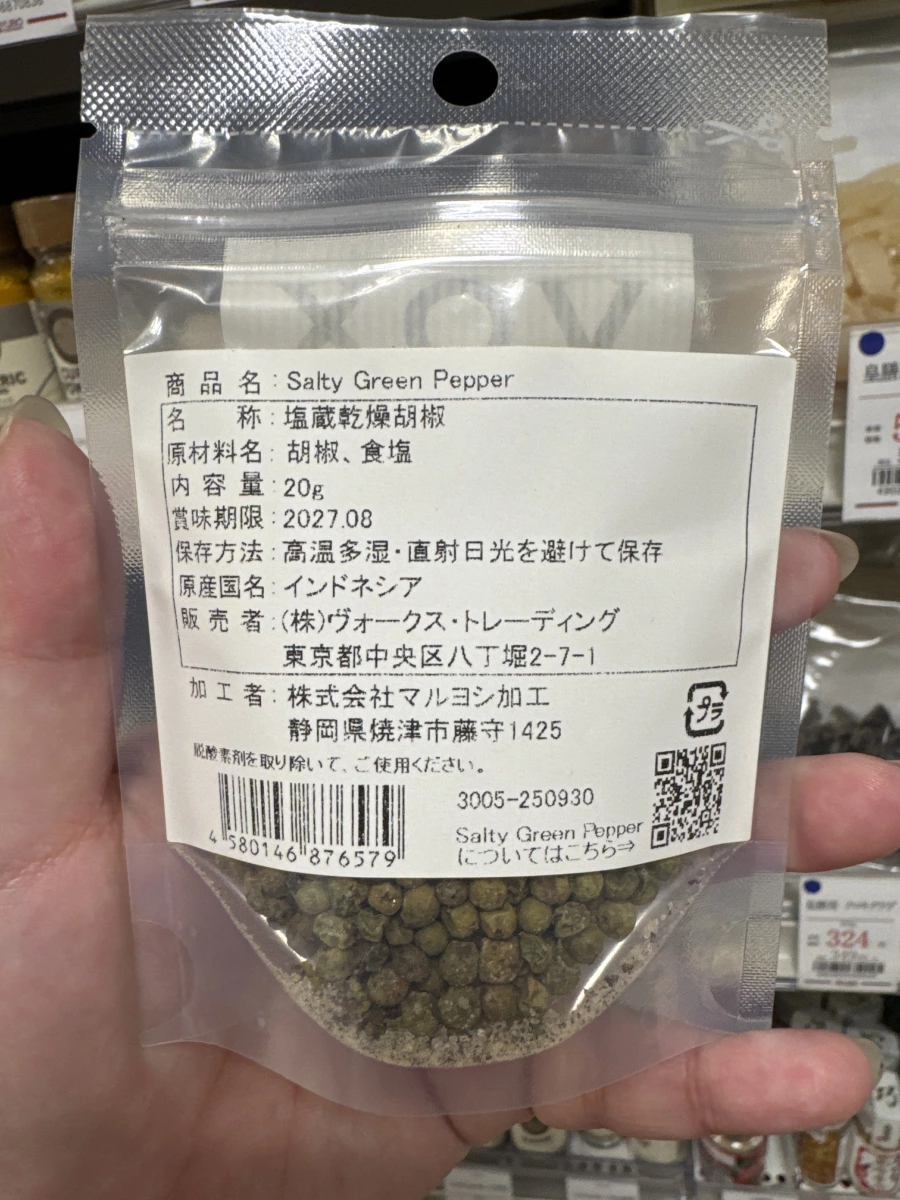 VOX
商品名：Salty Green Pepper
名　　称：塩蔵乾燥胡椒
原材料名：胡椒、食塩
内容量：20g
賞味期限：2027.08
保存方法：高温多湿・直射日光を避けて保存
原産国名：インドネシア
販売者：(株)ヴォークス・トレーディング
東京都中央区八丁堀2-7-1
加工者：株式会社マルヨシ加工
静岡県焼津市藤守1425
プラ
脱酸素剤を取り除いて、ご使用ください。
3005-250930
Salty Green Pepper
についてはこちら⇒
4 580146 876579
324